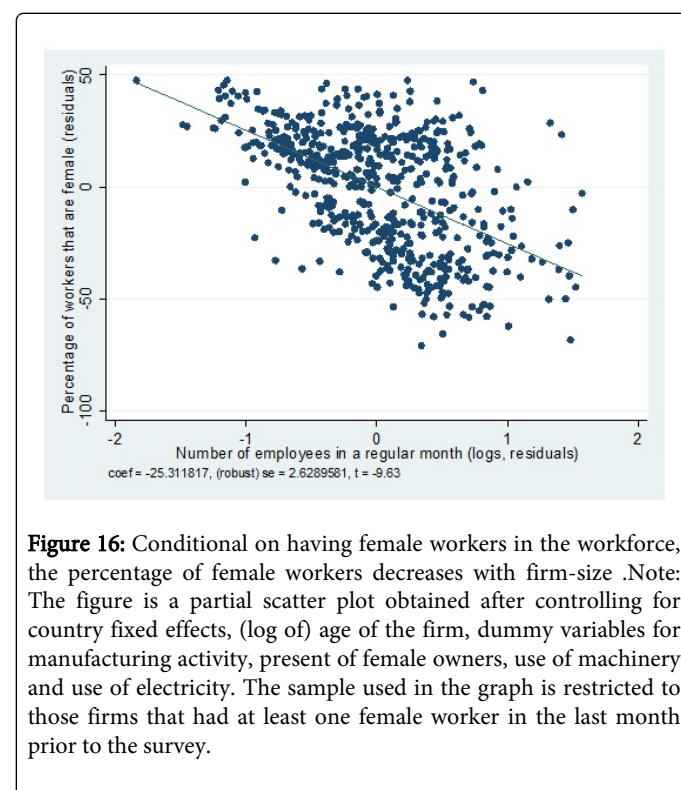 Percentage of workers that are female (residuals)
50
0
-50
-100
-2
-1
0
1
2
Number of employees in a regular month (logs, residuals)
coef = -25.311817, (robust) se = 2.6289581, t = -9.63
Figure 16: Conditional on having female workers in the workforce,
the percentage of female workers decreases with firm-size .Note:
The figure is a partial scatter plot obtained after controlling for
country fixed effects, (log of) age of the firm, dummy variables for
manufacturing activity, present of female owners, use of machinery
and use of electricity. The sample used in the graph is restricted to
those firms that had at least one female worker in the last month
prior to the survey.